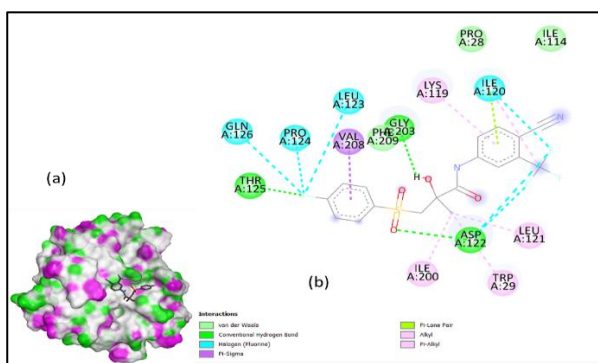 PRO
A:28
ILE
A:114
LYS
A:119
ILE
A:120
LEU
A:123
GLN
A:126
PRO
A:124
VAL
A:208
PHE
A:209
GLY
A:203
THR
A:125
(a)
H
O
N
O
N
S
O
O
ASP
A:122
LEU
A:121
ILE
A:200
TRP
A:29
(b)
Interactions
van der Waals
Conventional Hydrogen Bond
Halogen (Fluorine)
Pi-Sigma
Pi-Lone Pair
Alkyl
Pi-Alkyl